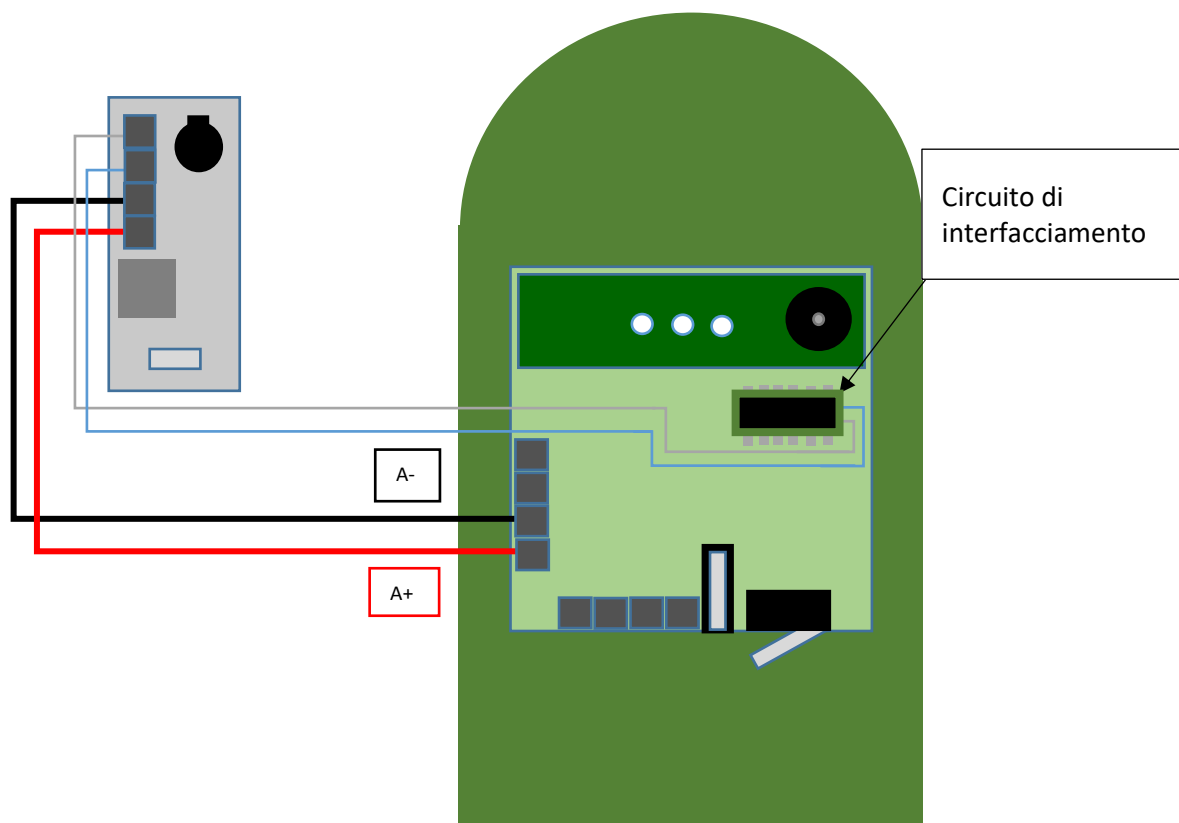 Circuito di
interfacciamento
A-
A+